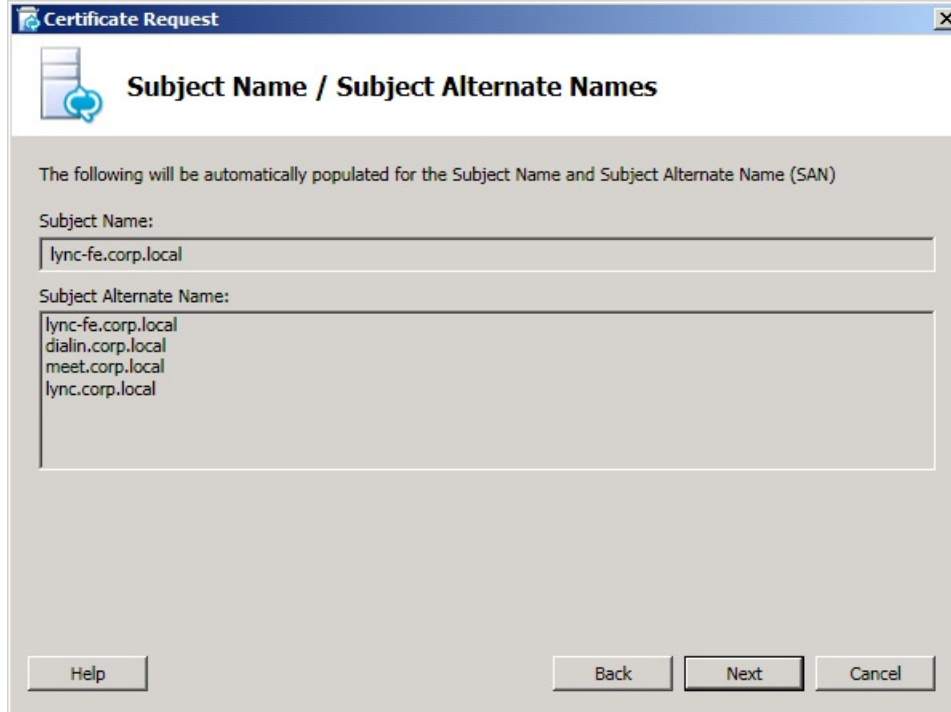 Certificate Request
Subject Name / Subject Alternate Names
The following will be automatically populated for the Subject Name and Subject Alternate Name (SAN)
Subject Name:
lync-fe.corp.local
Subject Alternate Name:
lync-fe.corp.local
dialin.corp.local
meet.corp.local
lync.corp.local
Help Back Next Cancel